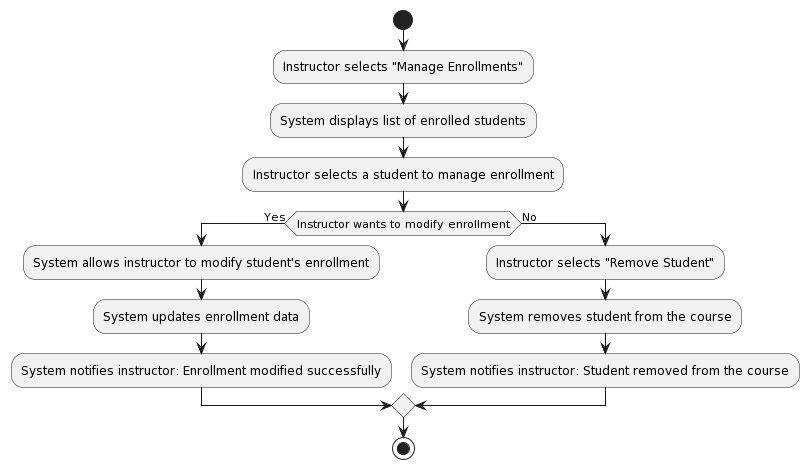 Instructor selects "Manage Enrollments"
System displays list of enrolled students
Instructor selects a student to manage enrollment
Yes
Instructor wants to modify enrollment
No
System allows instructor to modify student's enrollment
Instructor selects "Remove Student"
System updates enrollment data
System removes student from the course
System notifies instructor: Enrollment modified successfully
System notifies instructor: Student removed from the course